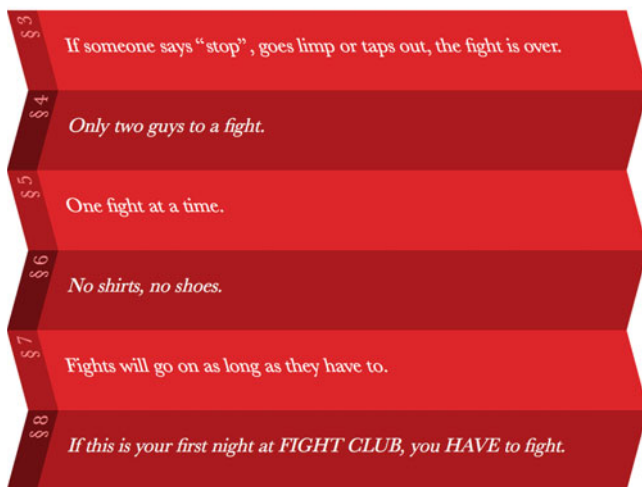 §3
If someone says “stop” , goes limp or taps out, the fight is over.
§4
Only two guys to a fight.
§5
One fight at a time.
§6
No shirts, no shoes.
§7
Fights will go on as long as they have to.
§8
If this is your first night at FIGHT CLUB, you HAVE to fight.